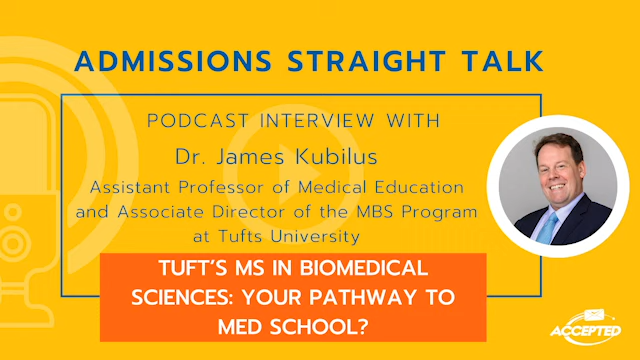 ADMISSIONS STRAIGHT TALK
PODCAST INTERVIEW WITH
Dr. James Kubilus
Assistant Professor of Medical Education
and Associate Director of the MBS Program
at Tufts University
TUFT'S MS IN BIOMEDICAL
SCIENCES: YOUR PATHWAY TO
MED SCHOOL?
ACCEPTED